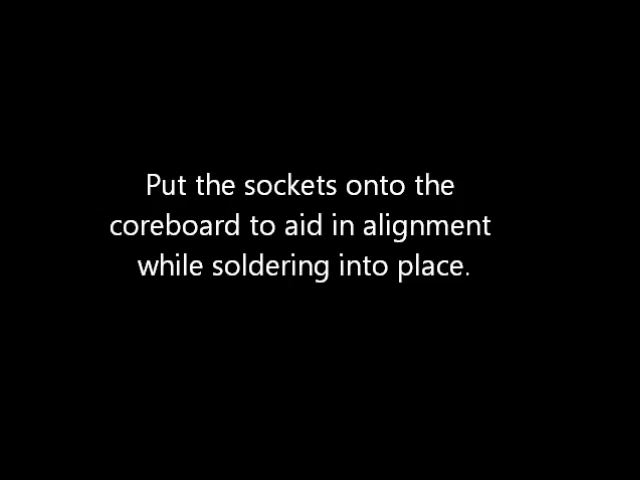 Put the sockets onto the
coreboard to aid in alignment
while soldering into place.